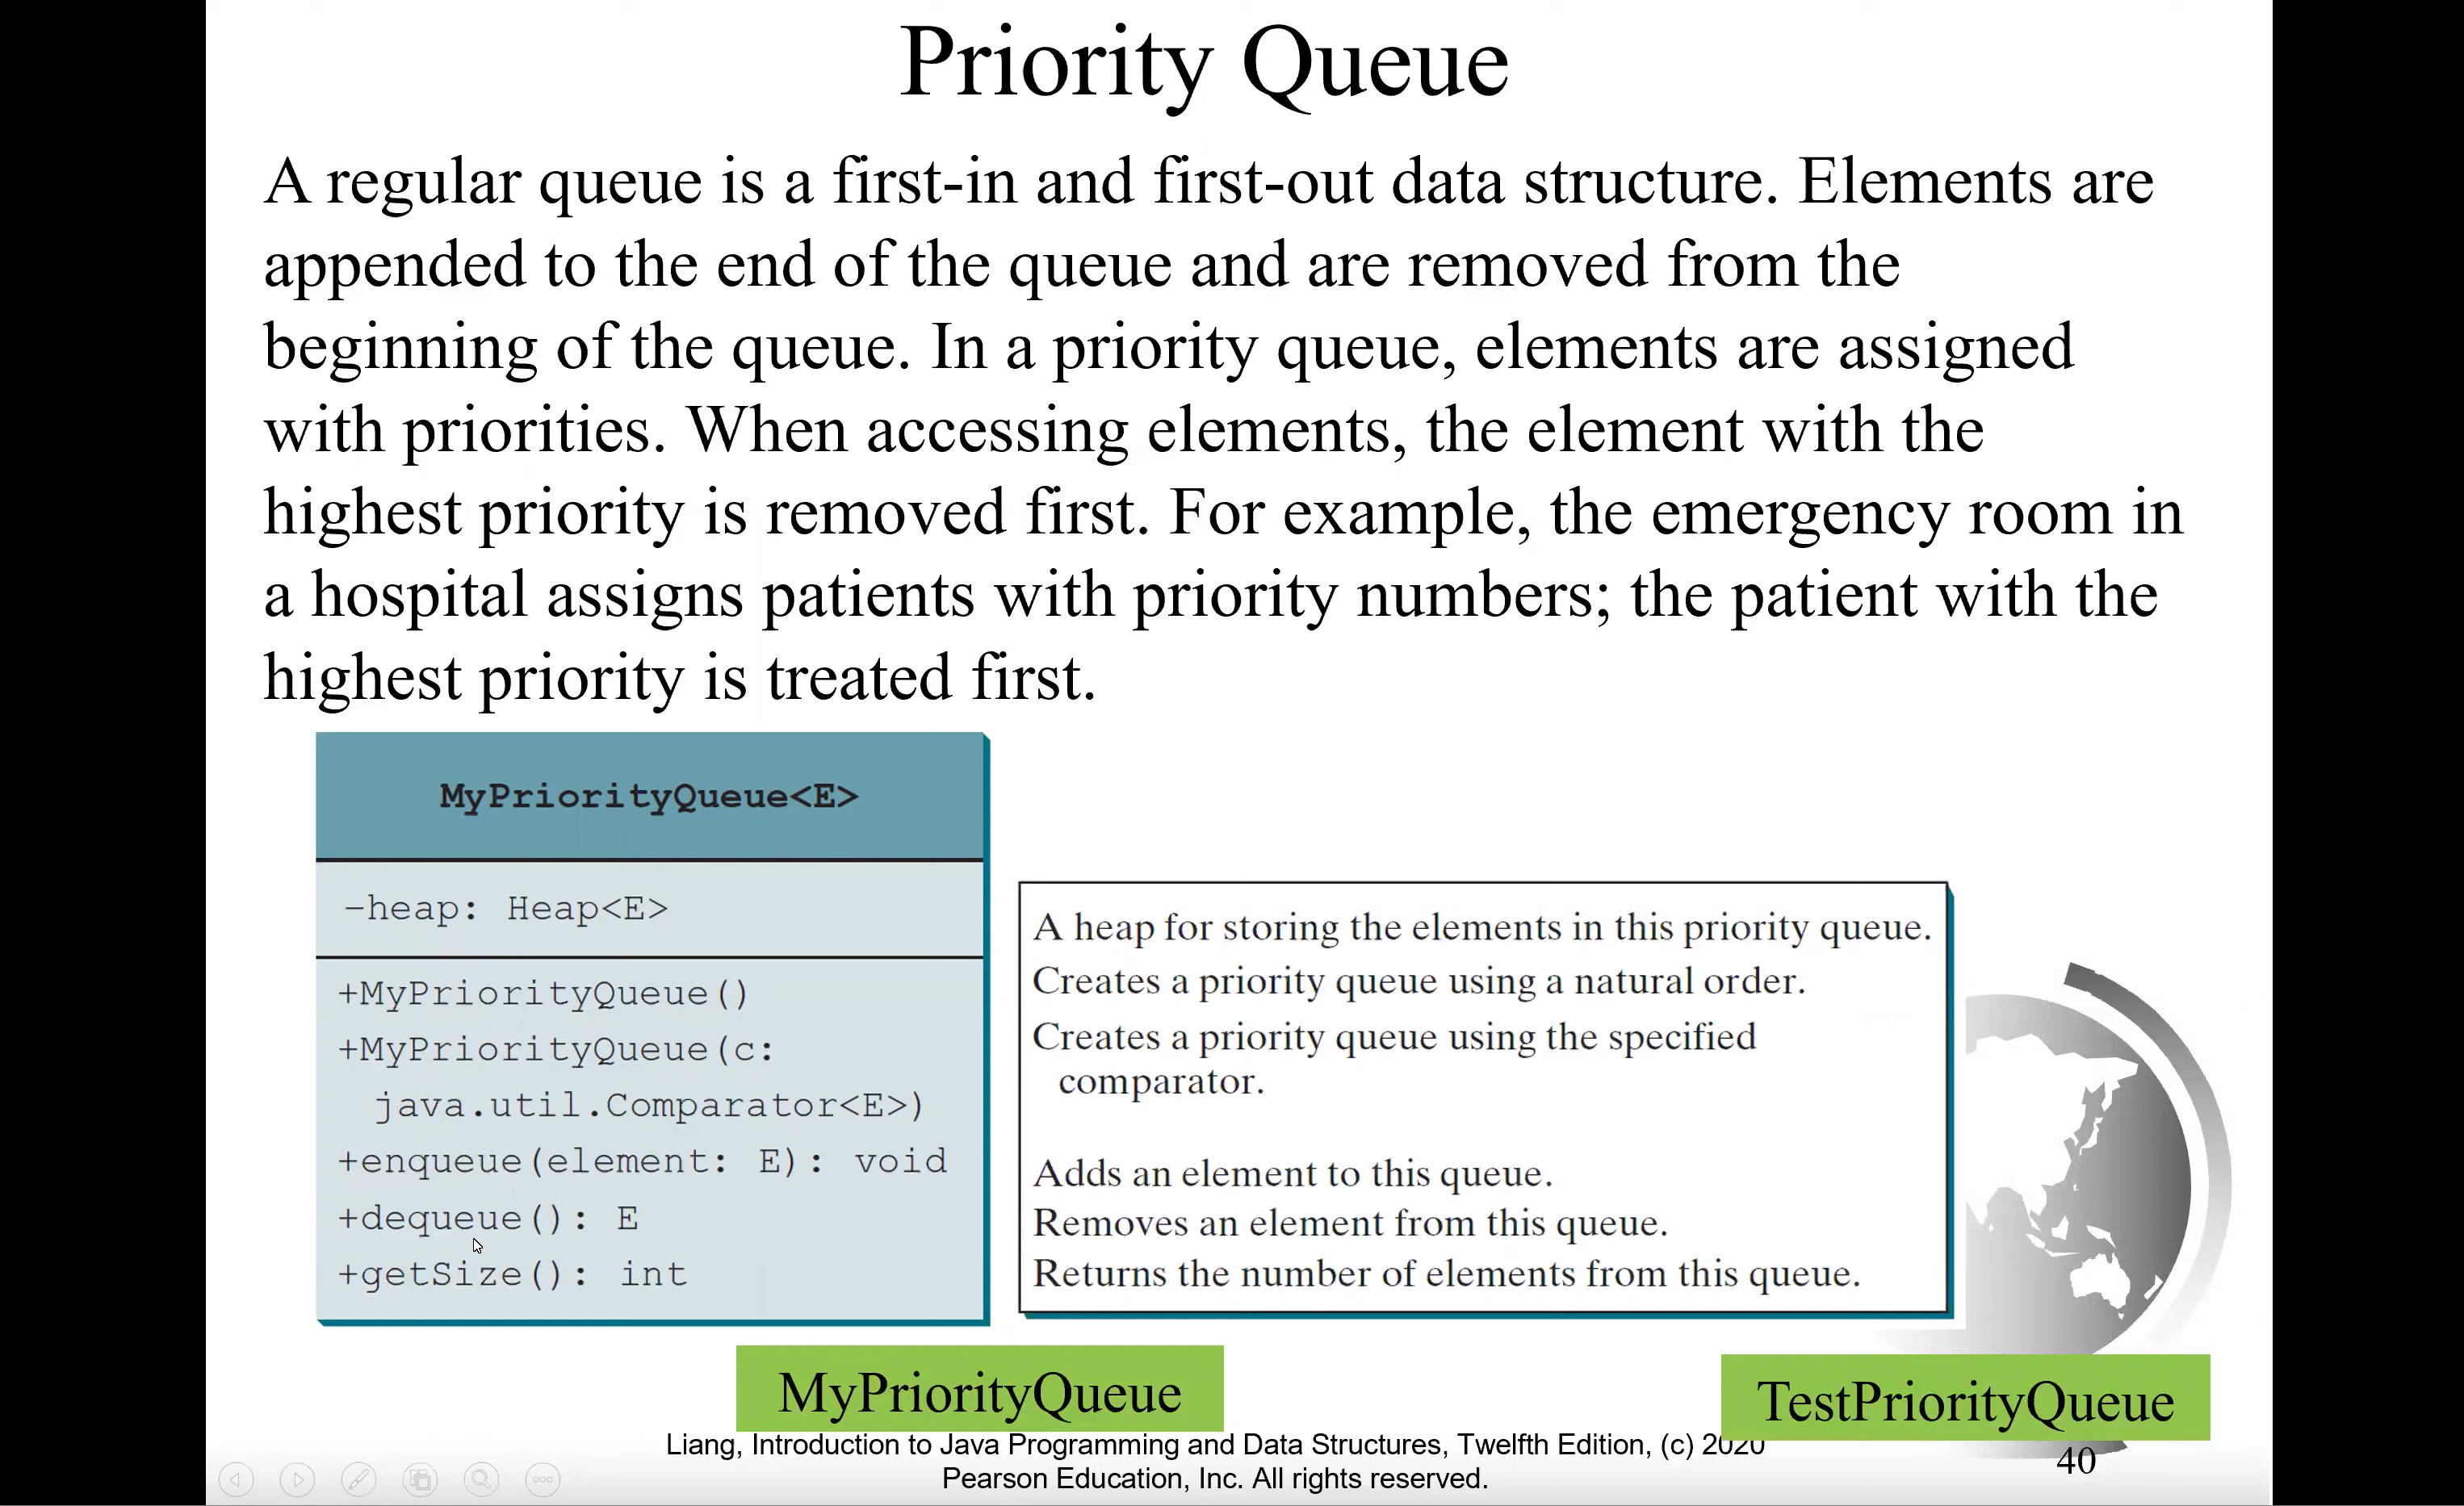 Priority Queue
A regular queue is a first-in and first-out data structure. Elements are
appended to the end of the queue and are removed from the
beginning of the queue. In a priority queue, elements are assigned
with priorities. When accessing elements, the element with the
highest priority is removed first. For example, the emergency room in
a hospital assigns patients with priority numbers; the patient with the
highest priority is treated first.
MyPriorityQueue<E>
-heap: Heap<E>
+MyPriorityQueue()
+MyPriorityQueue(c:
java.util.Comparator<E>)
+enqueue(element: E): void
+dequeue(): E
+getSize(): int
A heap for storing the elements in this priority queue.
Creates a priority queue using a natural order.
Creates a priority queue using the specified
comparator.
Adds an element to this queue.
Removes an element from this queue.
Returns the number of elements from this queue.
MyPriorityQueue
TestPriorityQueue
Liang, Introduction to Java Programming and Data Structures, Twelfth Edition, (c) 2020
Pearson Education, Inc. All rights reserved.
40